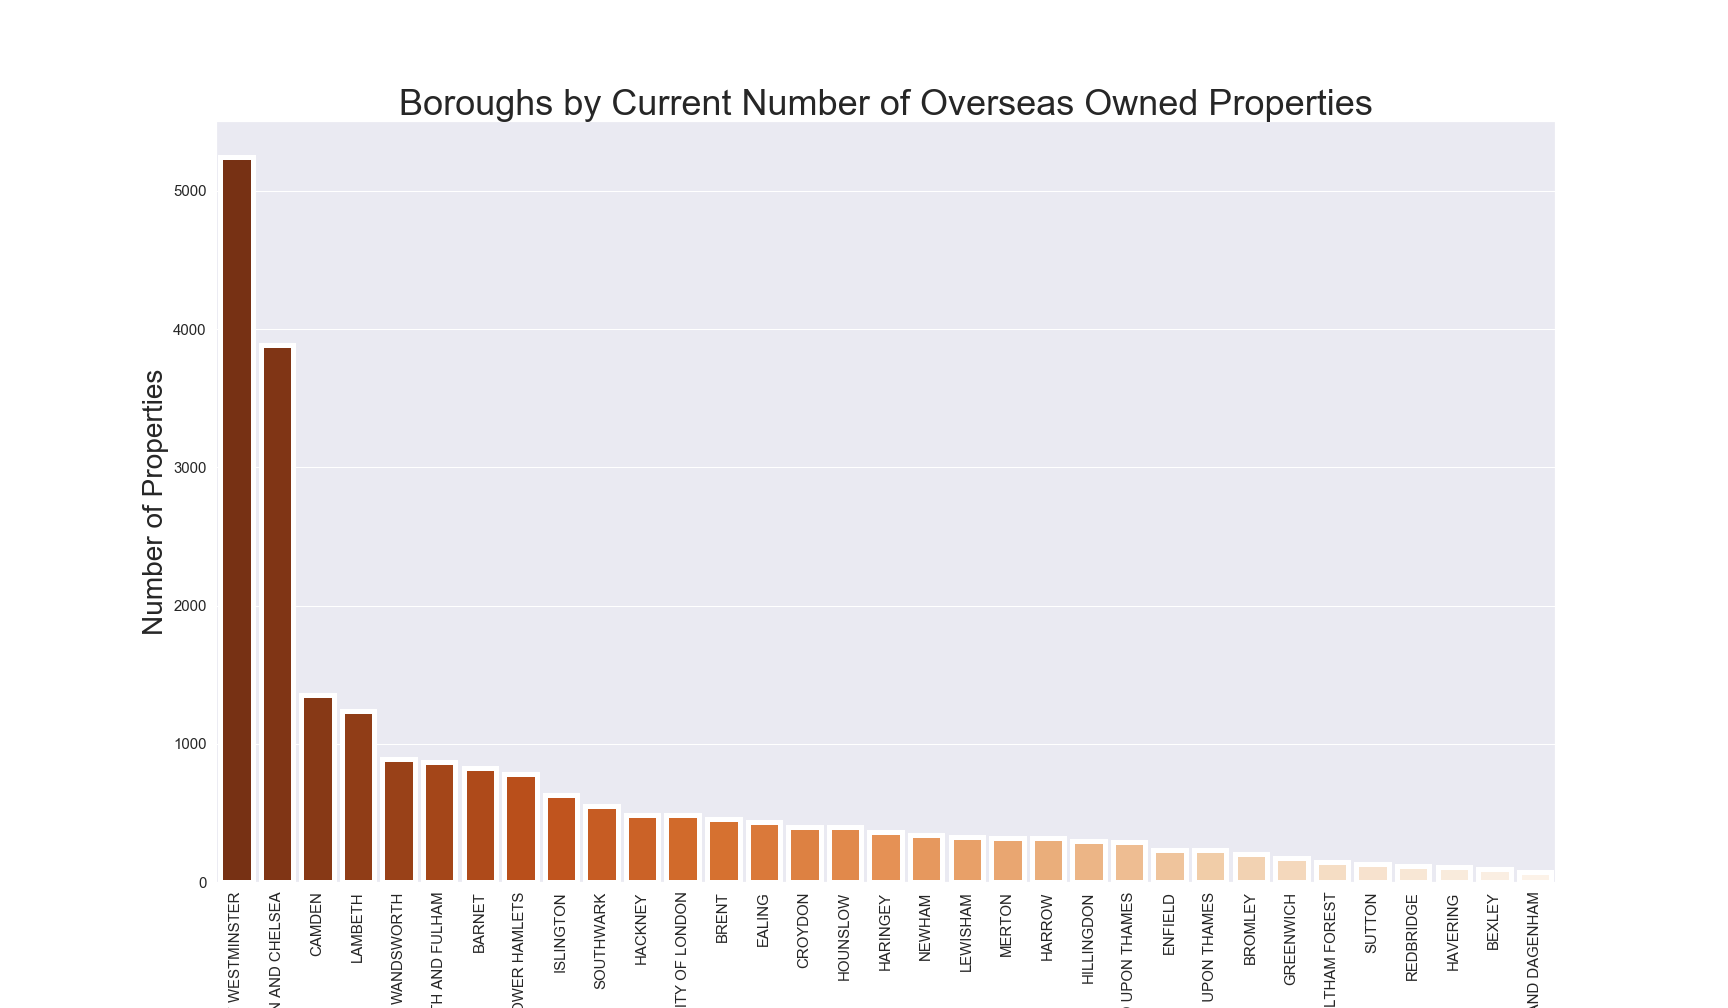 Boroughs by Current Number of Overseas Owned Properties
Number of Properties
5000
4000
3000
2000
1000
0
WESTMINSTER
N AND CHELSEA
CAMDEN
LAMBETH
WANDSWORTH
TH AND FULHAM
BARNET
OWER HAMLETS
ISLINGTON
SOUTHWARK
HACKNEY
ITY OF LONDON
BRENT
EALING
CROYDON
HOUNSLOW
HARINGEY
NEWHAM
LEWISHAM
MERTON
HARROW
HILLINGDON
UPON THAMES
ENFIELD
UPON THAMES
BROMLEY
GREENWICH
LTHAM FOREST
SUTTON
REDBRIDGE
HAVERING
BEXLEY
AND DAGENHAM